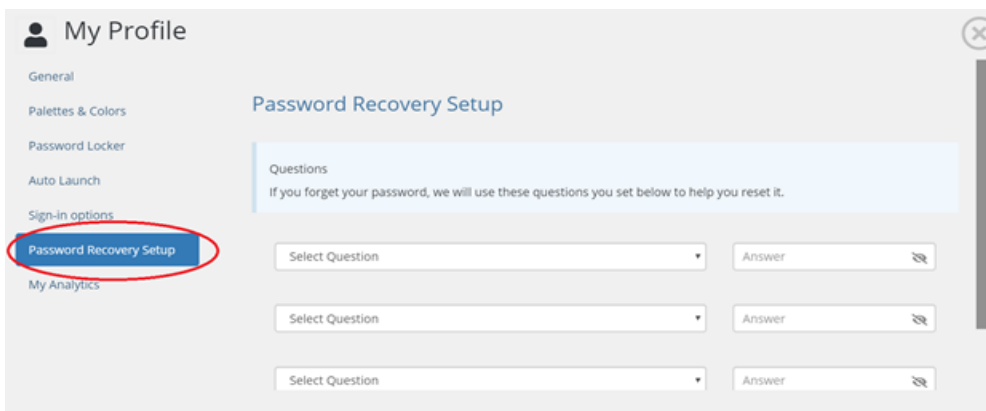 My Profile
General
Palettes & Colors
Password Locker
Auto Launch
Sign-in options
Password Recovery Setup
My Analytics
Password Recovery Setup
Questions
If you forget your password, we will use these questions you set below to help you reset it.
Select Question Answer
Select Question Answer
Select Question Answer